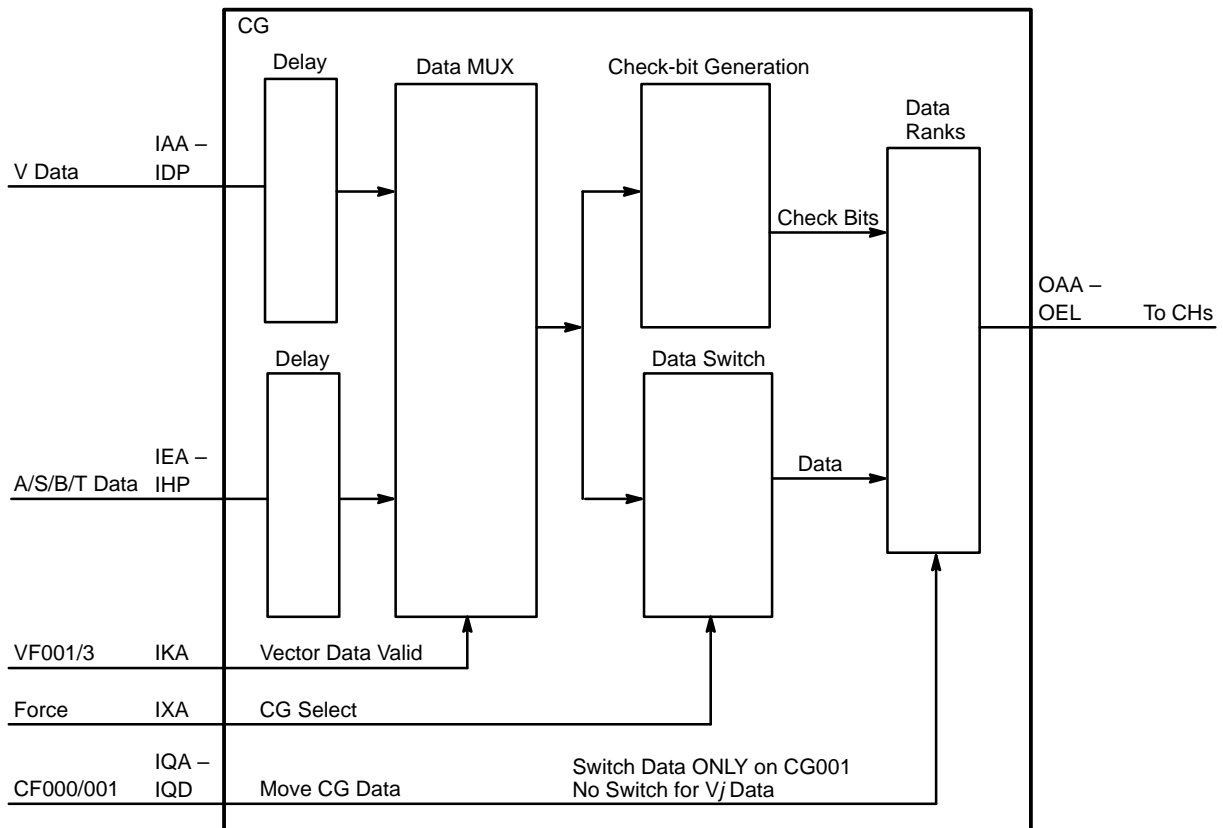 CG
Delay
Data MUX
Check-bit Generation
Data
Ranks
IAA –
V Data IDP
Check Bits
OAA –
OEL To CHs
Delay
Data Switch
IEA –
A/S/B/T Data IHP
Data
VF001/3 IKA Vector Data Valid
Force IXA CG Select
IQA –
CF000/001 IQD Move CG Data
Switch Data ONLY on CG001
No Switch for Vj Data